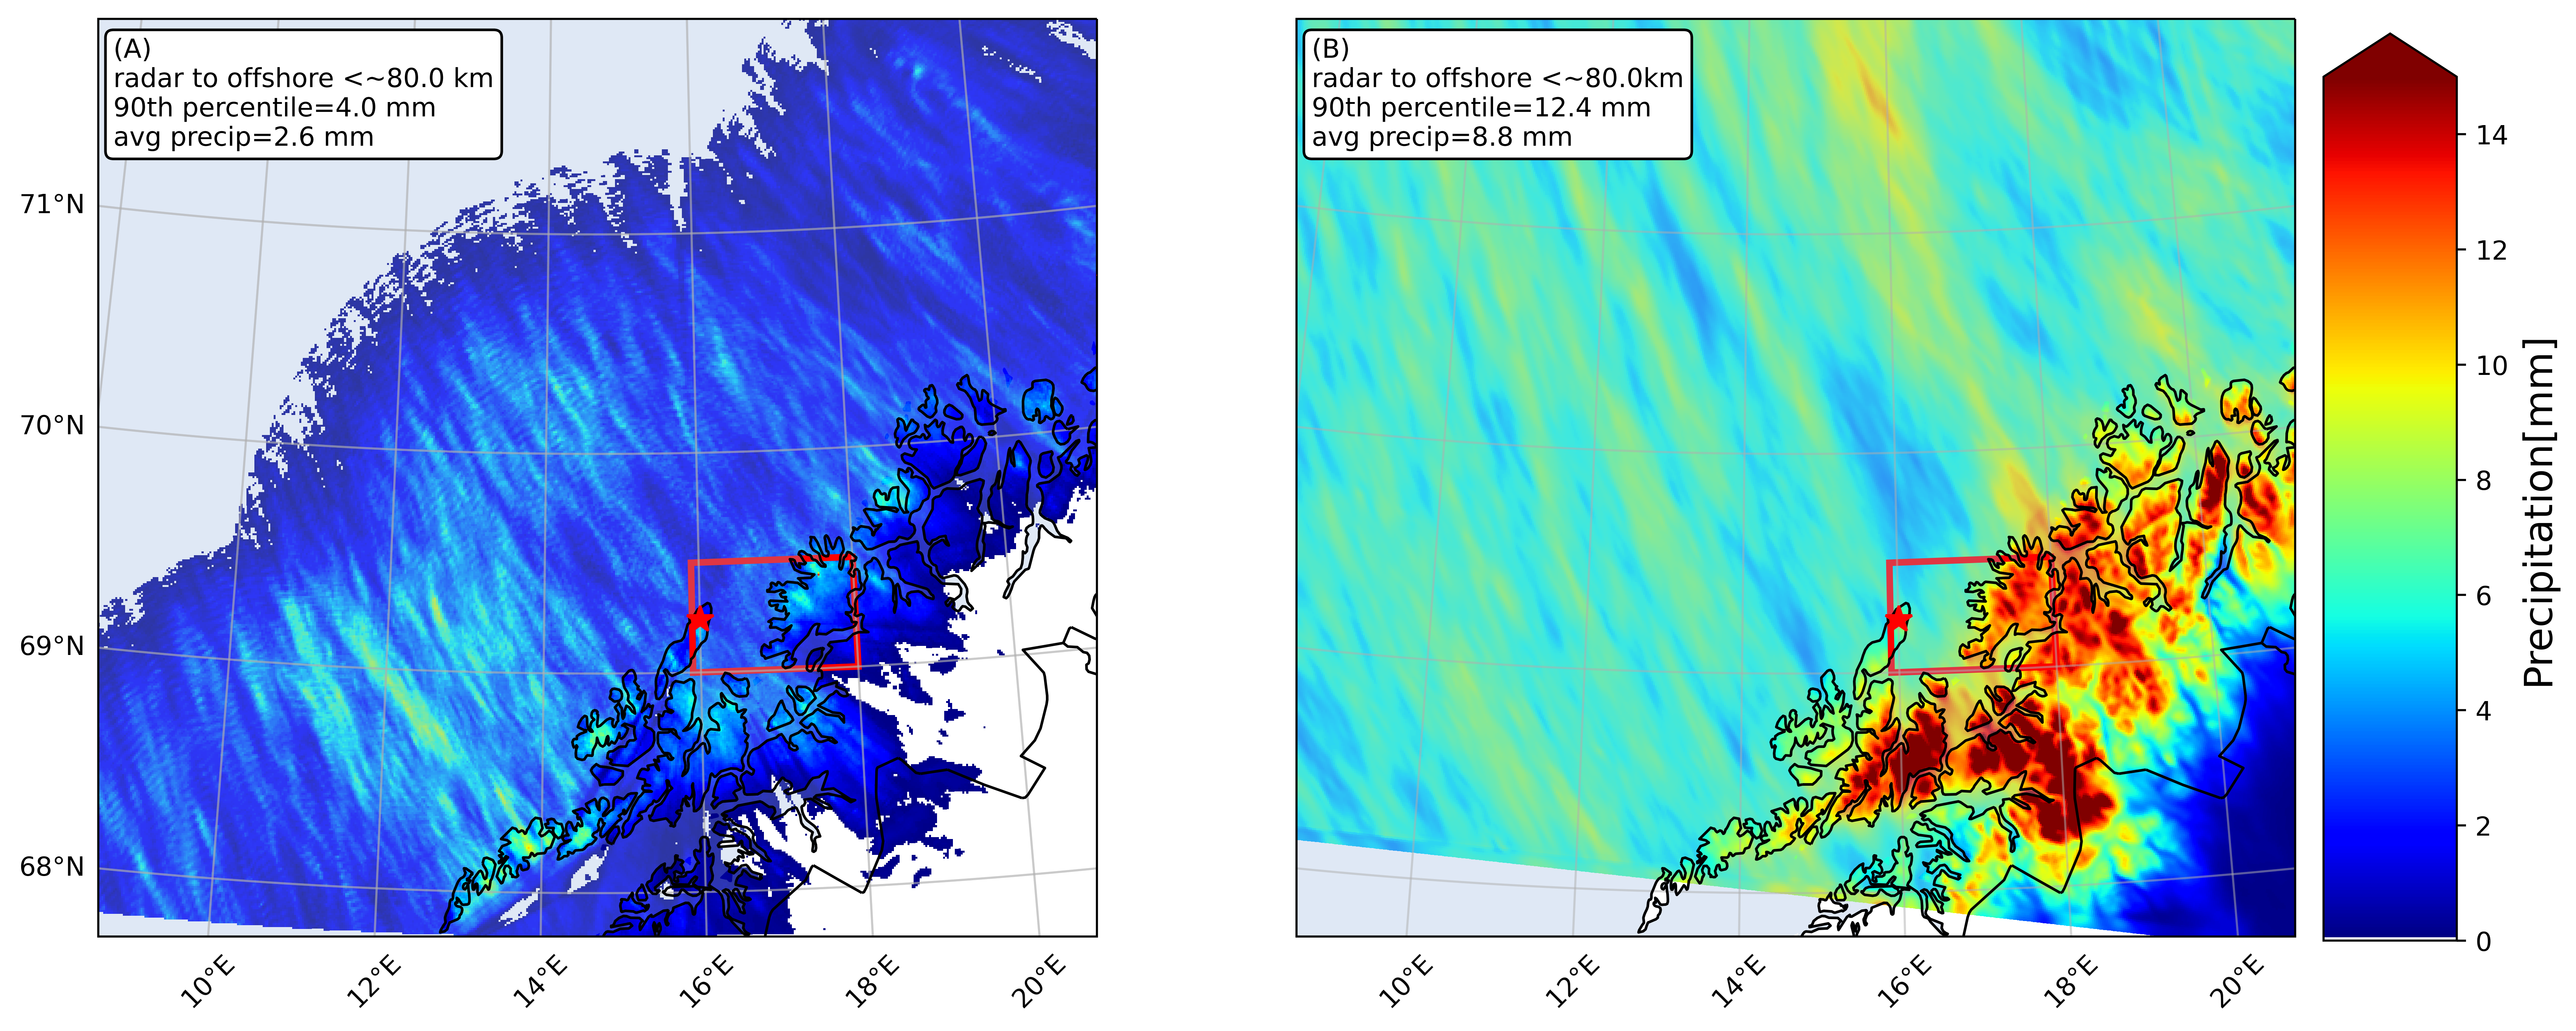 (A)
radar to offshore <~80.0 km
90th percentile=4.0 mm
avg precip=2.6 mm
71°N
70°N
69°N
68°N
10°E
12°E
14°E
16°E
18°E
20°E
(B)
radar to offshore <~80.0km
90th percentile=12.4 mm
avg precip=8.8 mm
10°E
12°E
14°E
16°E
18°E
20°E
14
12
10
8
6
4
2
0
Precipitation[mm]